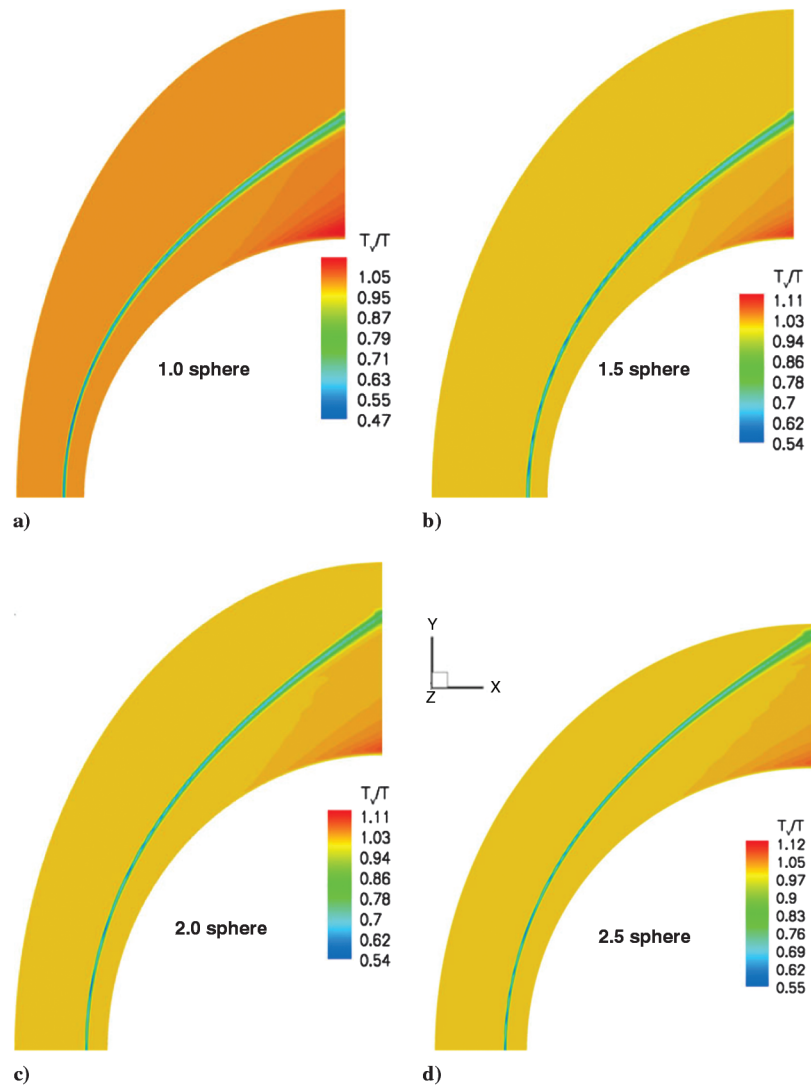 T_v/T
1.05
0.95
0.87
0.79
0.71
0.63
0.55
0.47
1.0 sphere
a)
T_v/T
1.11
1.03
0.94
0.86
0.78
0.7
0.62
0.54
1.5 sphere
b)
T_v/T
1.11
1.03
0.94
0.86
0.78
0.7
0.62
0.54
2.0 sphere
c)
Y
Z
X
T_v/T
1.12
1.05
0.97
0.9
0.83
0.76
0.69
0.62
0.55
2.5 sphere
d)